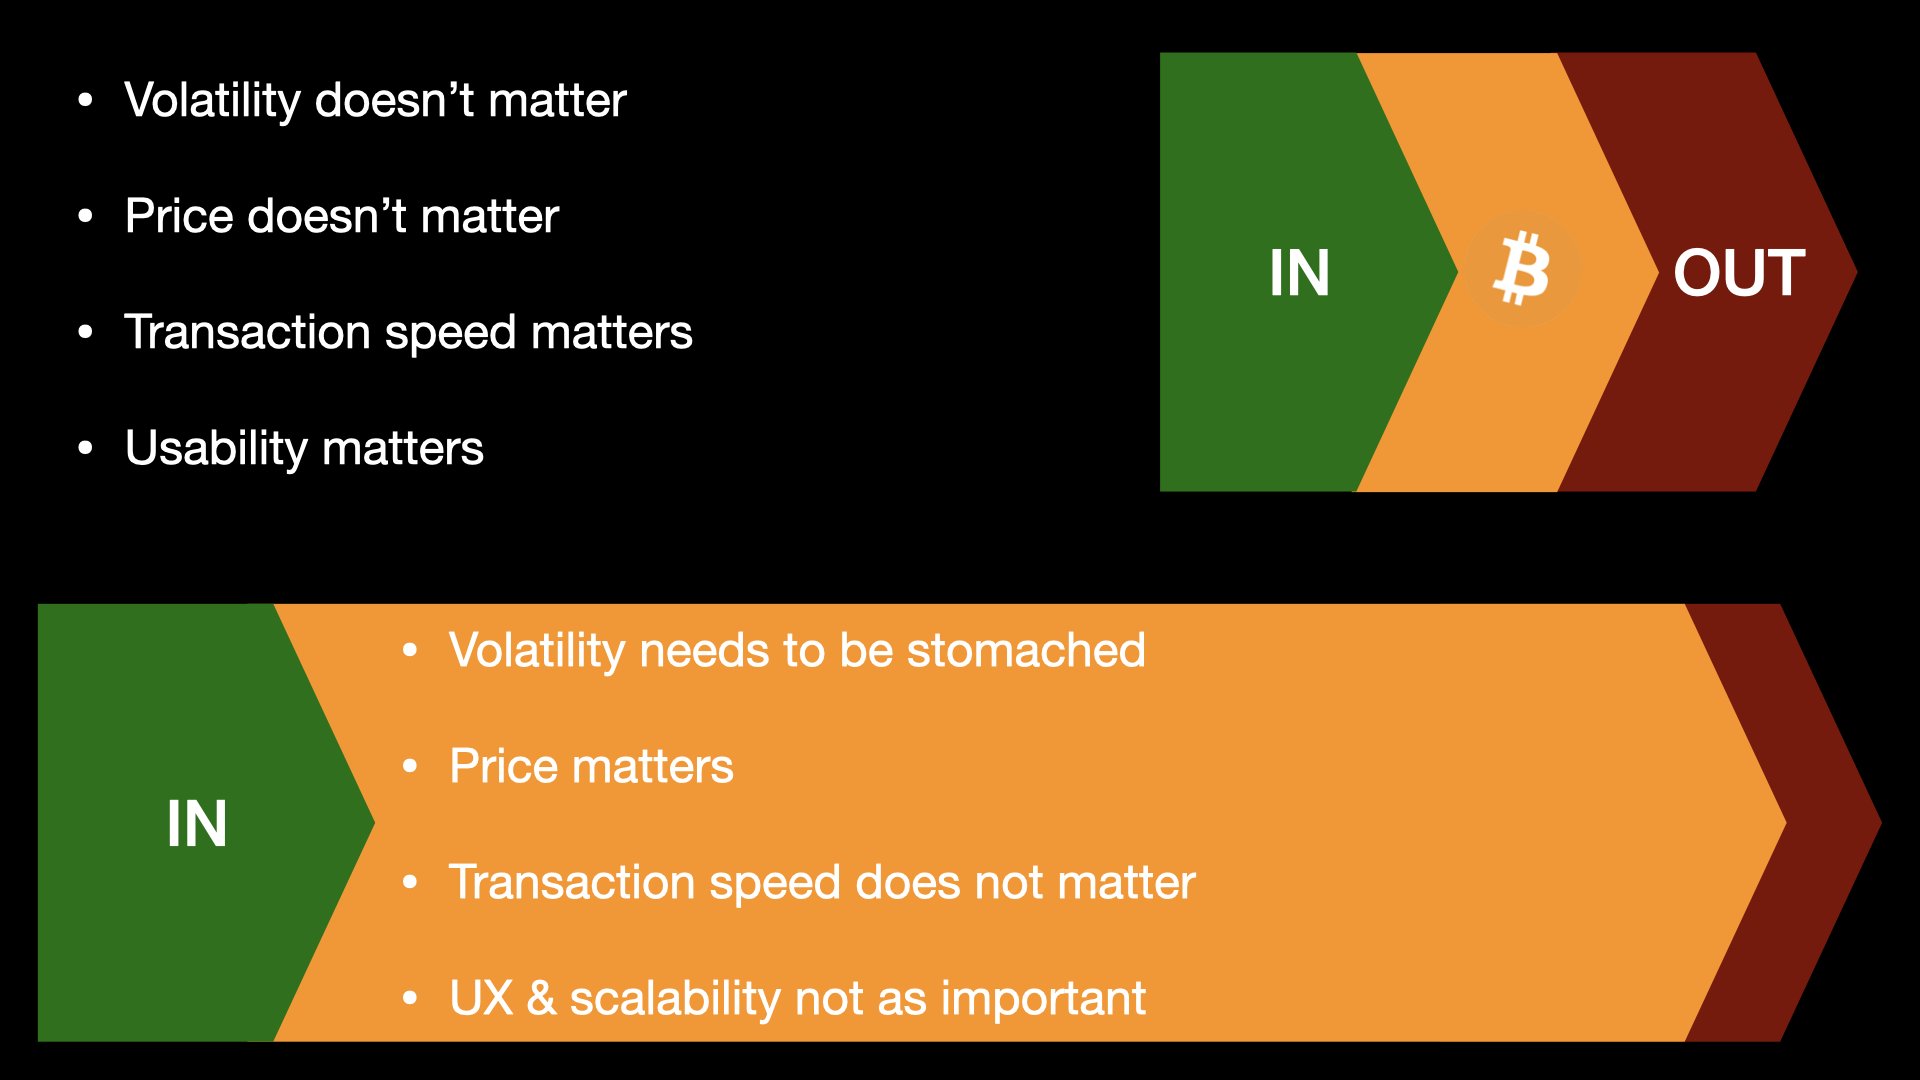 • Volatility doesn’t matter
• Price doesn’t matter
• Transaction speed matters
• Usability matters
IN
₿
OUT
IN
• Volatility needs to be stomached
• Price matters
• Transaction speed does not matter
• UX & scalability not as important